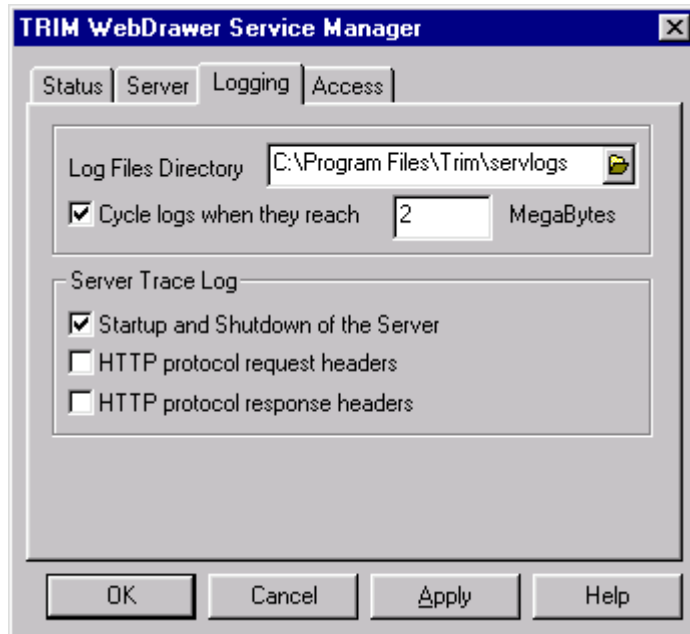 TRIM WebDrawer Service Manager
Status Server Logging Access
Log Files Directory C:\Program Files\Trim\servlogs
Cycle logs when they reach 2 MegaBytes
Server Trace Log
Startup and Shutdown of the Server
HTTP protocol request headers
HTTP protocol response headers
OK Cancel Apply Help